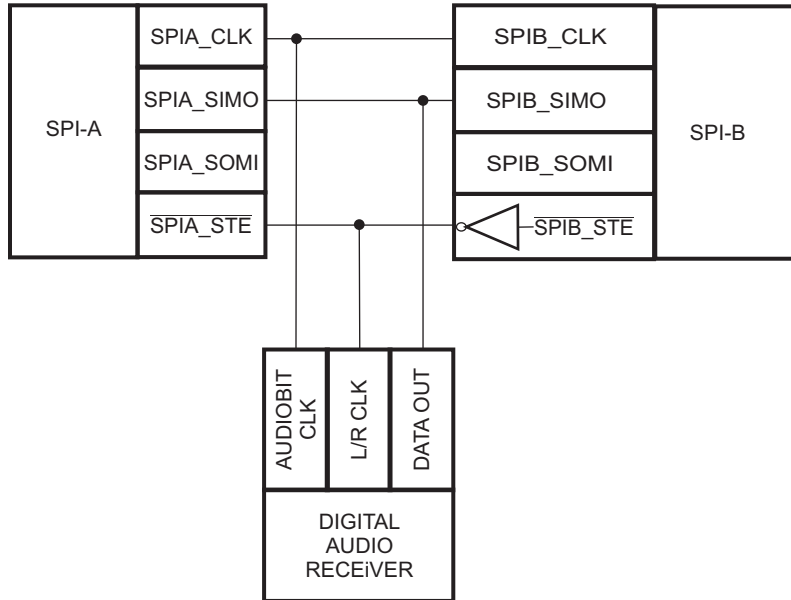 SPI-A
SPIA_CLK
SPIA_SIMO
SPIA_SOMI
SPIA_STE
SPIB_CLK
SPIB_SIMO
SPIB_SOMI
SPIB_STE
SPI-B
AUDIOBIT
CLK
L/R CLK
DATA OUT
DIGITAL
AUDIO
RECEiVER